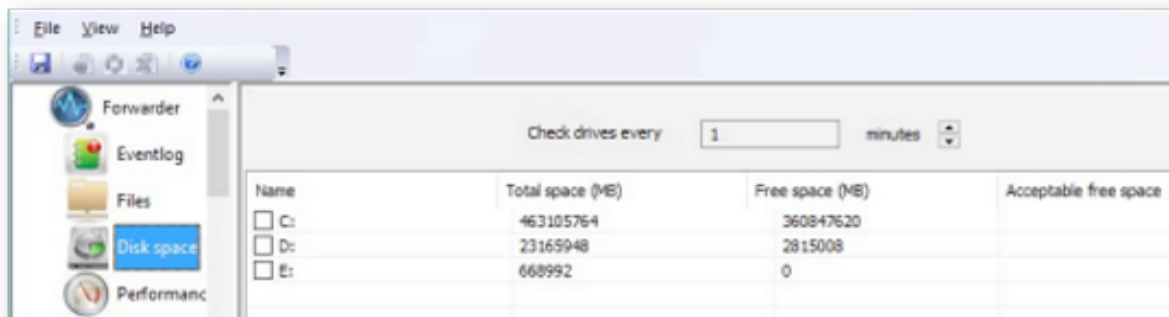 File View Help
Forwarder
Eventlog
Files
Disk space
Performanc
Check drives every 1 minutes
Name Total space (MB) Free space (MB) Acceptable free space
C: 463105764 360847620
D: 23165948 2815008
E: 668992 0